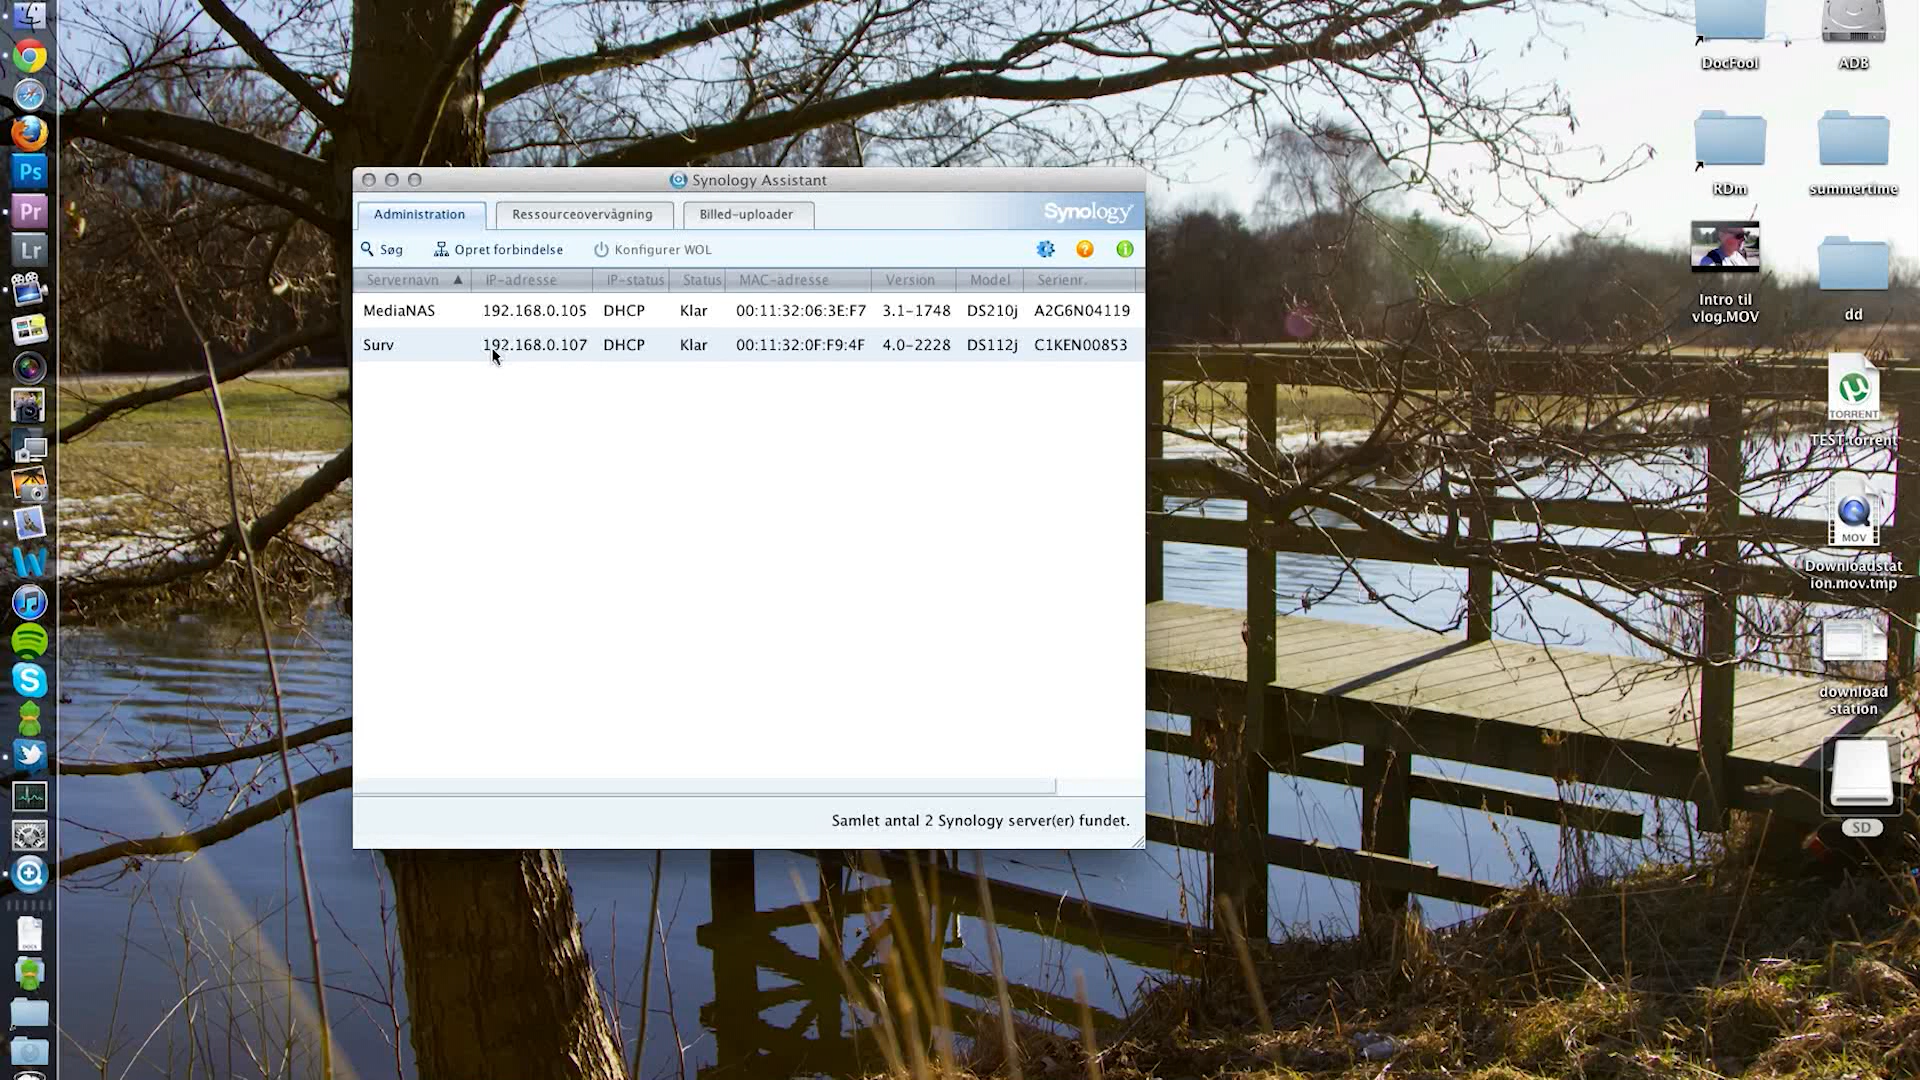 Synology Assistant
Administration
Ressourceovervågning
Billed-uploader
Synology
Søg
Opret forbindelse
Konfigurer WOL
Servernavn IP-adresse IP-status Status MAC-adresse Version Model Serienr.
MediaNAS 192.168.0.105 DHCP Klar 00:11:32:06:3E:F7 3.1-1748 DS210j A2G6N04119
Surv 192.168.0.107 DHCP Klar 00:11:32:0F:F9:4F 4.0-2228 DS112j C1KEN00853
Samlet antal 2 Synology server(er) fundet.
DocFool
ADB
RDm
summertime
Intro til
vlog.MOV
dd
TORRENT
TEST.torrent
MOV
Downloadstat
ion.mov.tmp
download
station
SD
Ps
Pr
Lr
W
S
DOCX